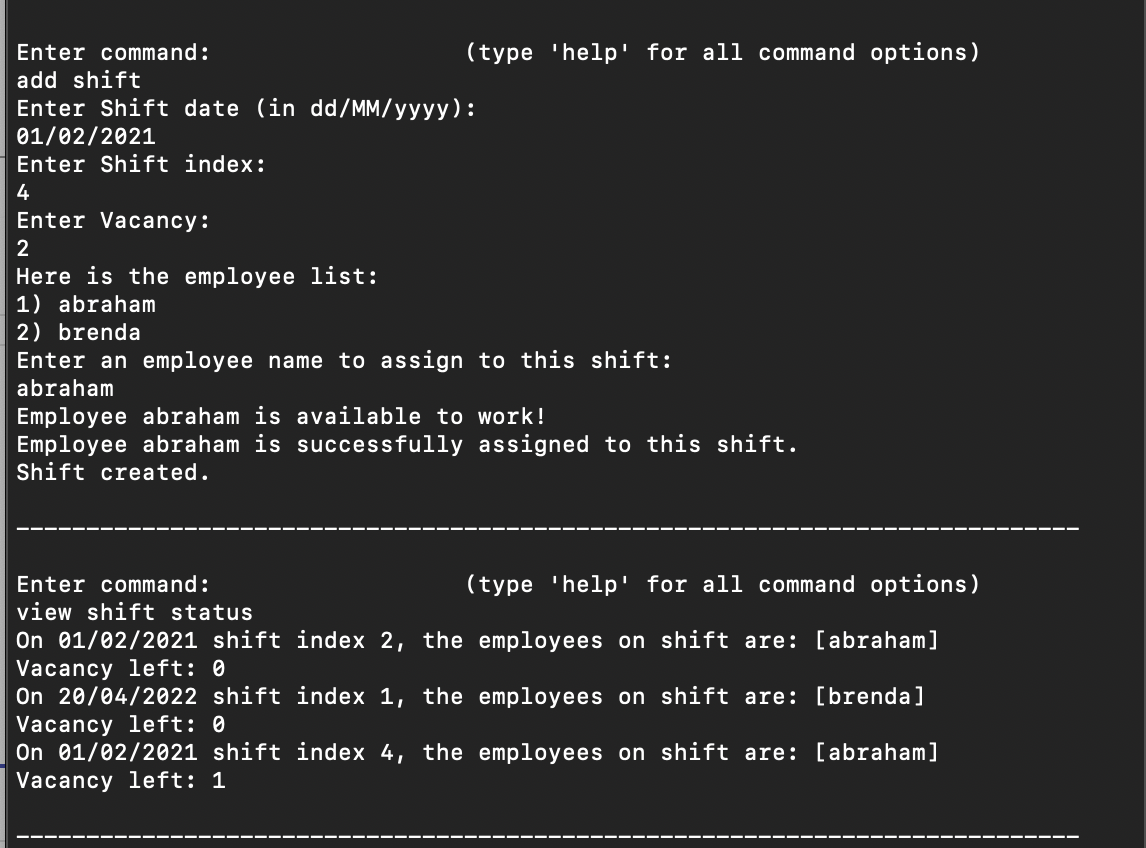 Enter command:                  (type 'help' for all command options)
add shift
Enter Shift date (in dd/MM/yyyy):
01/02/2021
Enter Shift index:
4
Enter Vacancy:
2
Here is the employee list:
1) abraham
2) brenda
Enter an employee name to assign to this shift:
abraham
Employee abraham is available to work!
Employee abraham is successfully assigned to this shift.
Shift created.
____________________________________________________________________________
Enter command:                  (type 'help' for all command options)
view shift status
On 01/02/2021 shift index 2, the employees on shift are: [abraham]
Vacancy left: 0
On 20/04/2022 shift index 1, the employees on shift are: [brenda]
Vacancy left: 0
On 01/02/2021 shift index 4, the employees on shift are: [abraham]
Vacancy left: 1
____________________________________________________________________________